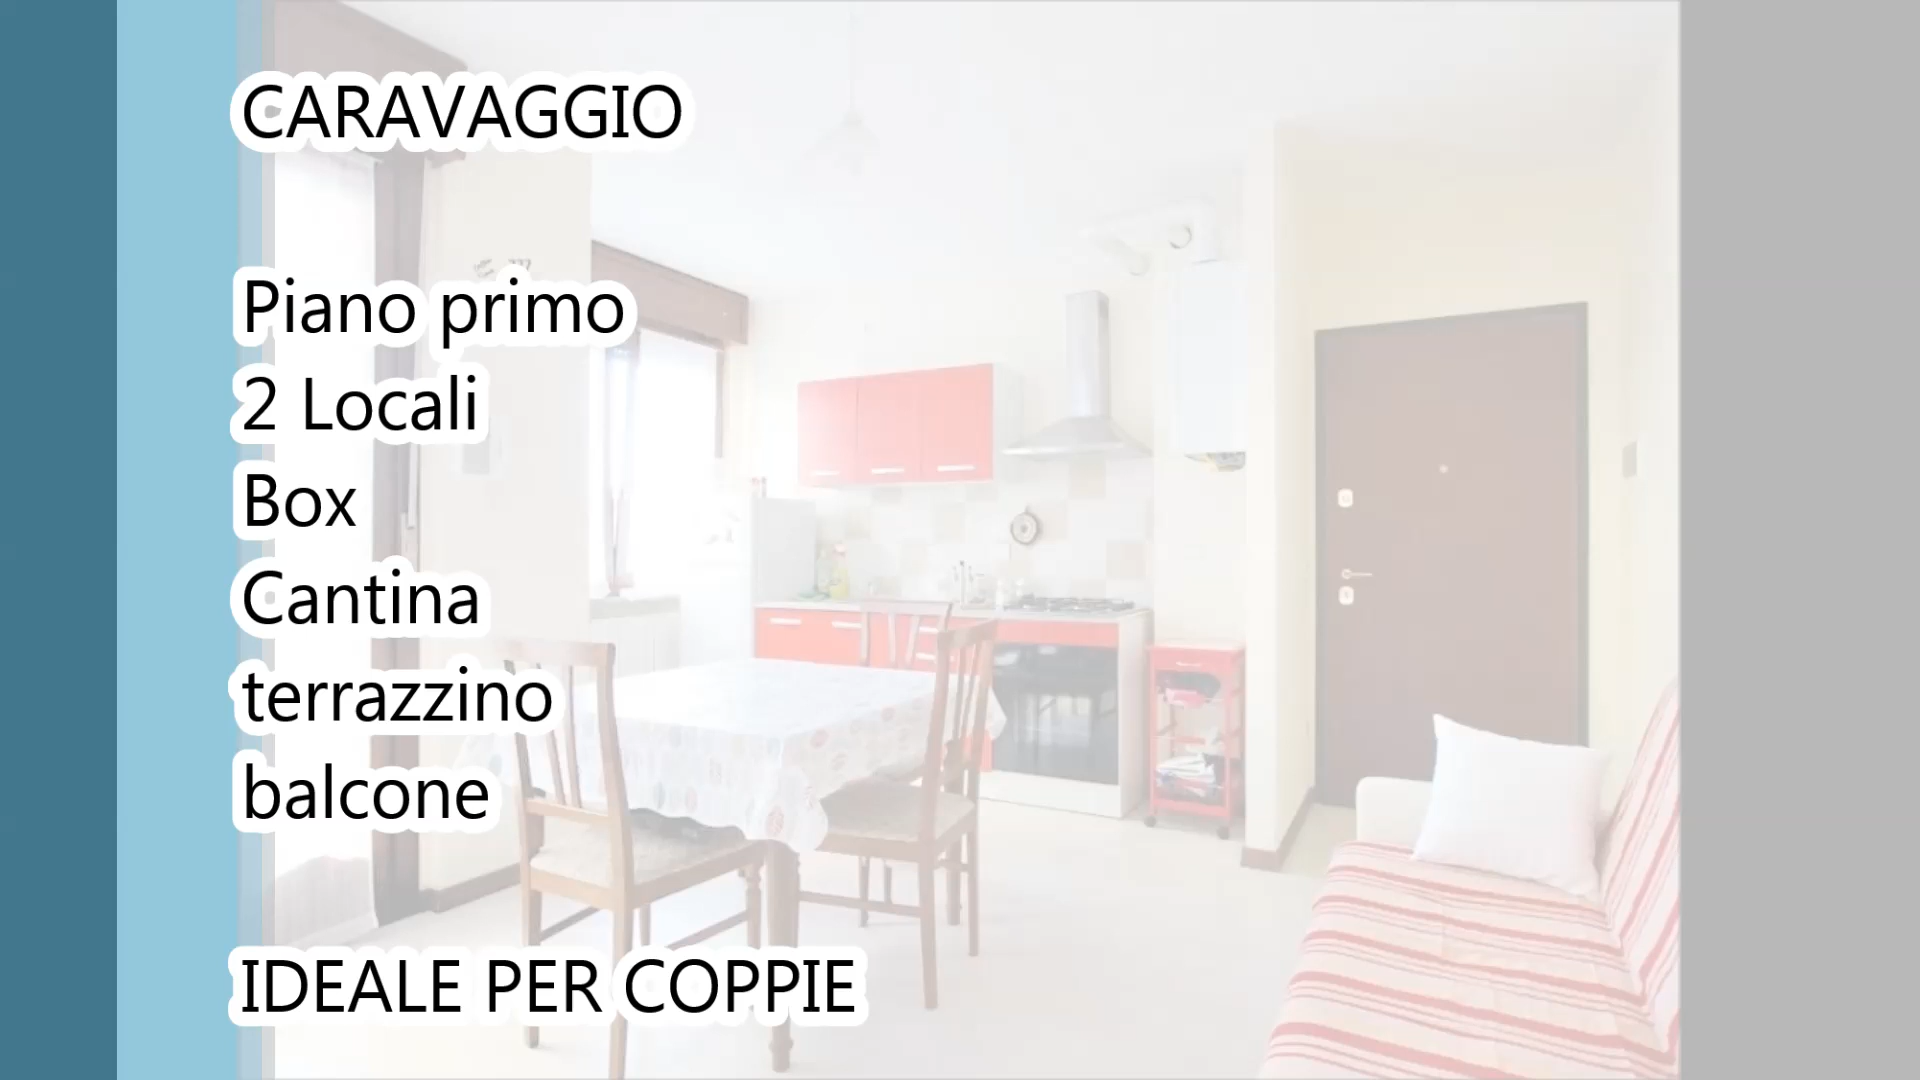 CARAVAGGIO
Piano primo
2 Locali
Box
Cantina
terrazzino
balcone
IDEALE PER COPPIE